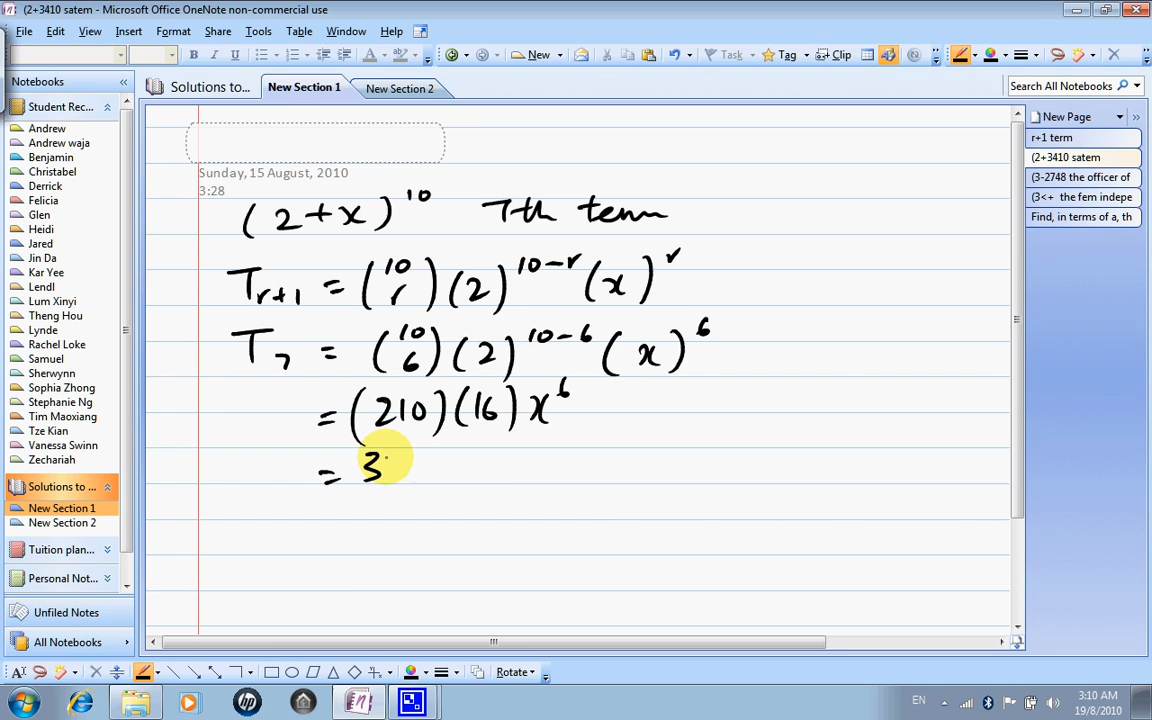 (2+3410 satem - Microsoft Office OneNote non-commercial use
File Edit View Insert Format Share Tools Table Window Help
New Task Tag Clip
Notebooks
Solutions to... New Section 1 New Section 2
Search All Notebooks
Student Rec...
Andrew
Andrew waja
Benjamin
Christabel
Derrick
Felicia
Glen
Heidi
Jared
Jin Da
Kar Yee
Lendl
Lum Xinyi
Theng Hou
Lynde
Rachel Loke
Samuel
Sherwynn
Sophia Zhong
Stephanie Ng
Tim Maoxiang
Tze Kian
Vanessa Swinn
Zechariah
Solutions to ...
New Section 1
New Section 2
Tuition plan...
Personal Not...
Unfiled Notes
All Notebooks
Sunday, 15 August, 2010
3:28
(2+x)^10 7th term
T_{r+1} = (10 r)(2)^{10-r}(x)^r
T_7 = (10 6)(2)^{10-6}(x)^6
= (210)(16)x^6
= 3
New Page
r+1 term
(2+3410 satem
(3-2748 the officer of
(3<+ the fem indepe
Find, in terms of a, th
Rotate
EN 3:10 AM
19/8/2010